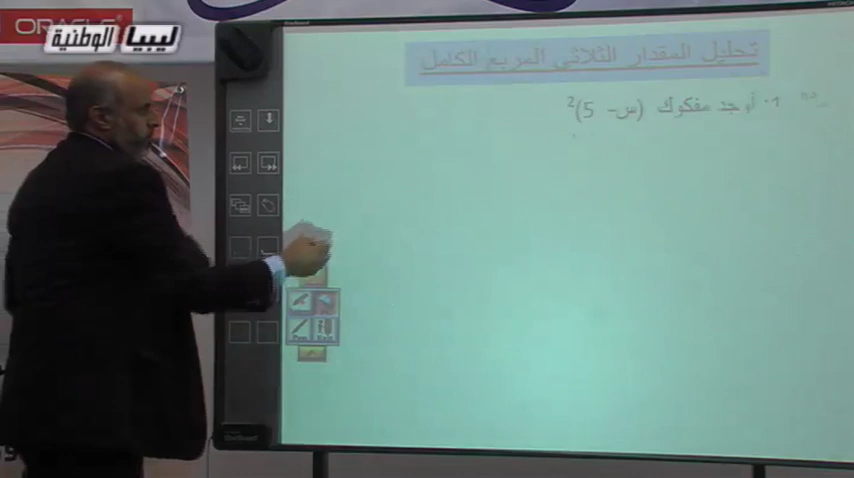 ORACLE
ليبيا الوطنية
تحليل المقدار الثلاثي المربع الكامل
١. أوجد مفكوك (س - 5)²